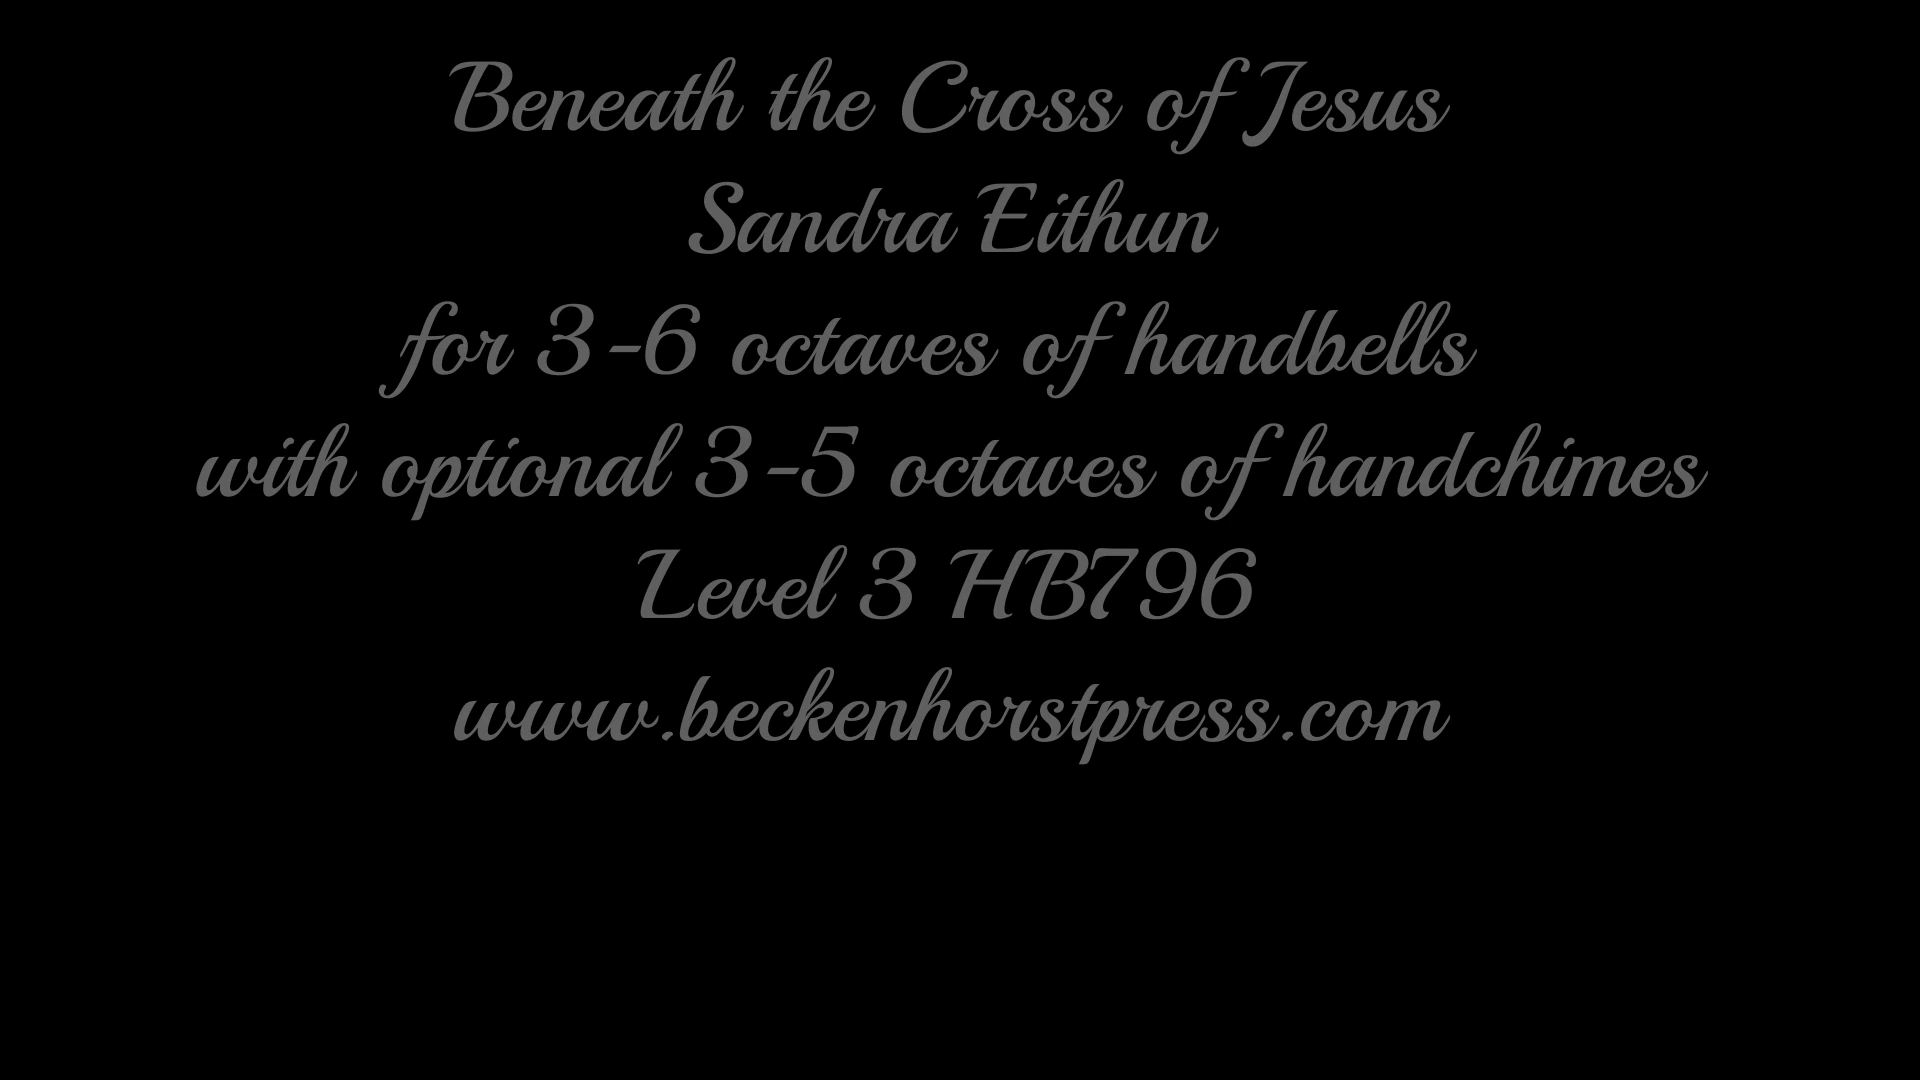 Beneath the Cross of Jesus
Sandra Eithun
for 3-6 octaves of handbells
with optional 3-5 octaves of handchimes
Level 3 HB796
www.beckenhorstpress.com